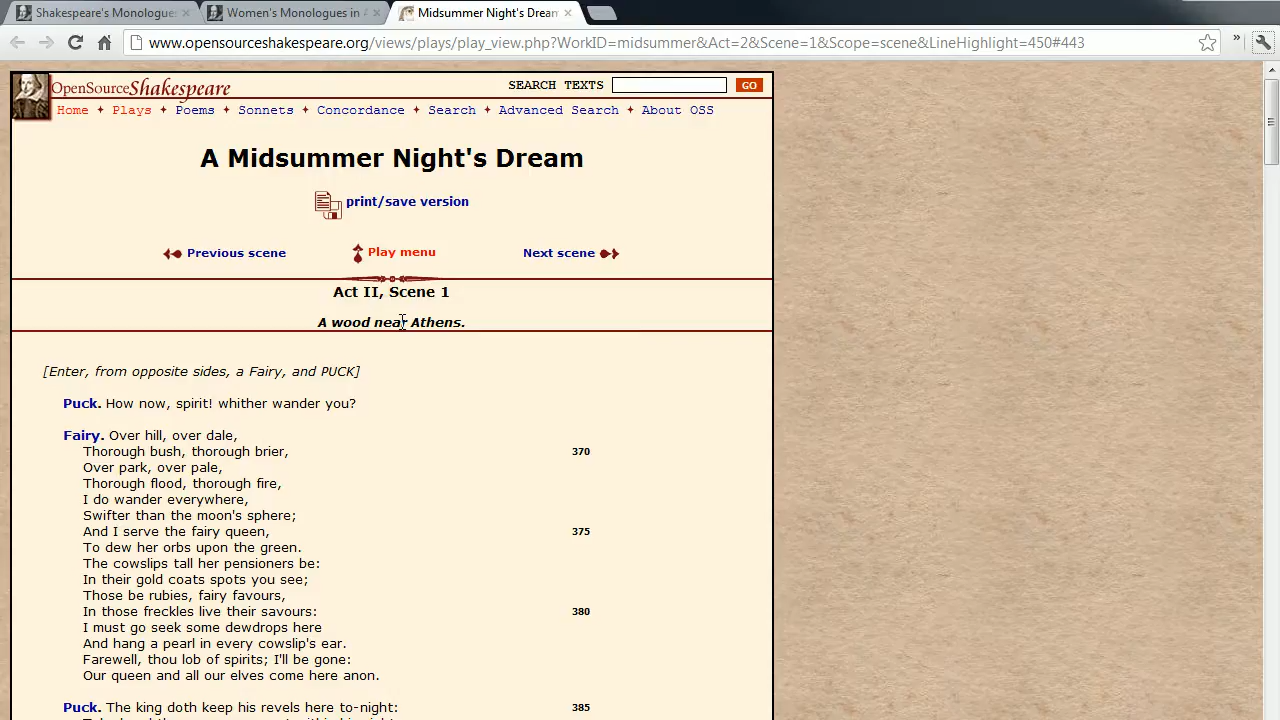 Shakespeare's Monologues
Women's Monologues in
Midsummer Night's Dream
www.opensourceshakespeare.org/views/plays/play_view.php?WorkID=midsummer&Act=2&Scene=1&Scope=scene&LineHighlight=450#443
OpenSourceShakespeare SEARCH TEXTS GO
Home Plays Poems Sonnets Concordance Search Advanced Search About OSS
A Midsummer Night's Dream
print/save version
Previous scene Play menu Next scene
Act II, Scene 1
A wood near Athens.
[Enter, from opposite sides, a Fairy, and PUCK]
Puck. How now, spirit! whither wander you?
Fairy. Over hill, over dale,
Thorough bush, thorough brier, 370
Over park, over pale,
Thorough flood, thorough fire,
I do wander everywhere,
Swifter than the moon's sphere;
And I serve the fairy queen, 375
To dew her orbs upon the green.
The cowslips tall her pensioners be:
In their gold coats spots you see;
Those be rubies, fairy favours,
In those freckles live their savours: 380
I must go seek some dewdrops here
And hang a pearl in every cowslip's ear.
Farewell, thou lob of spirits; I'll be gone:
Our queen and all our elves come here anon.
Puck. The king doth keep his revels here to-night: 385